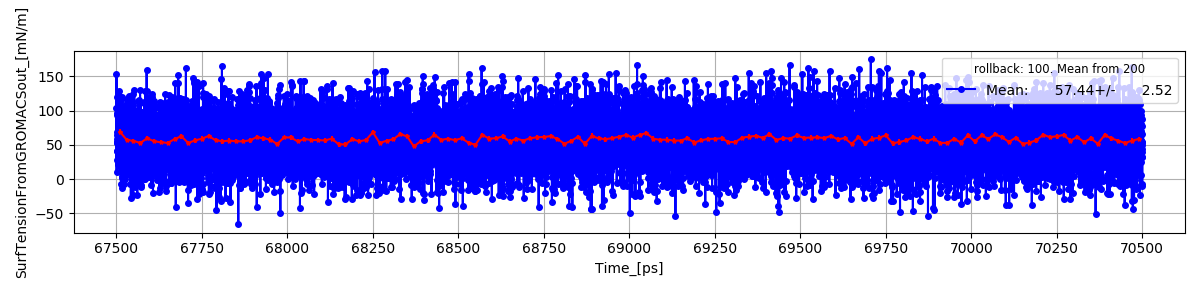 SurfTensionFromGROMACSout_[mN/m]
150
100
50
0
−50
rollback: 100, Mean from 200
Mean: 57.44+/- 2.52
67500 67750 68000 68250 68500 68750 69000 69250 69500 69750 70000 70250 70500
Time_[ps]